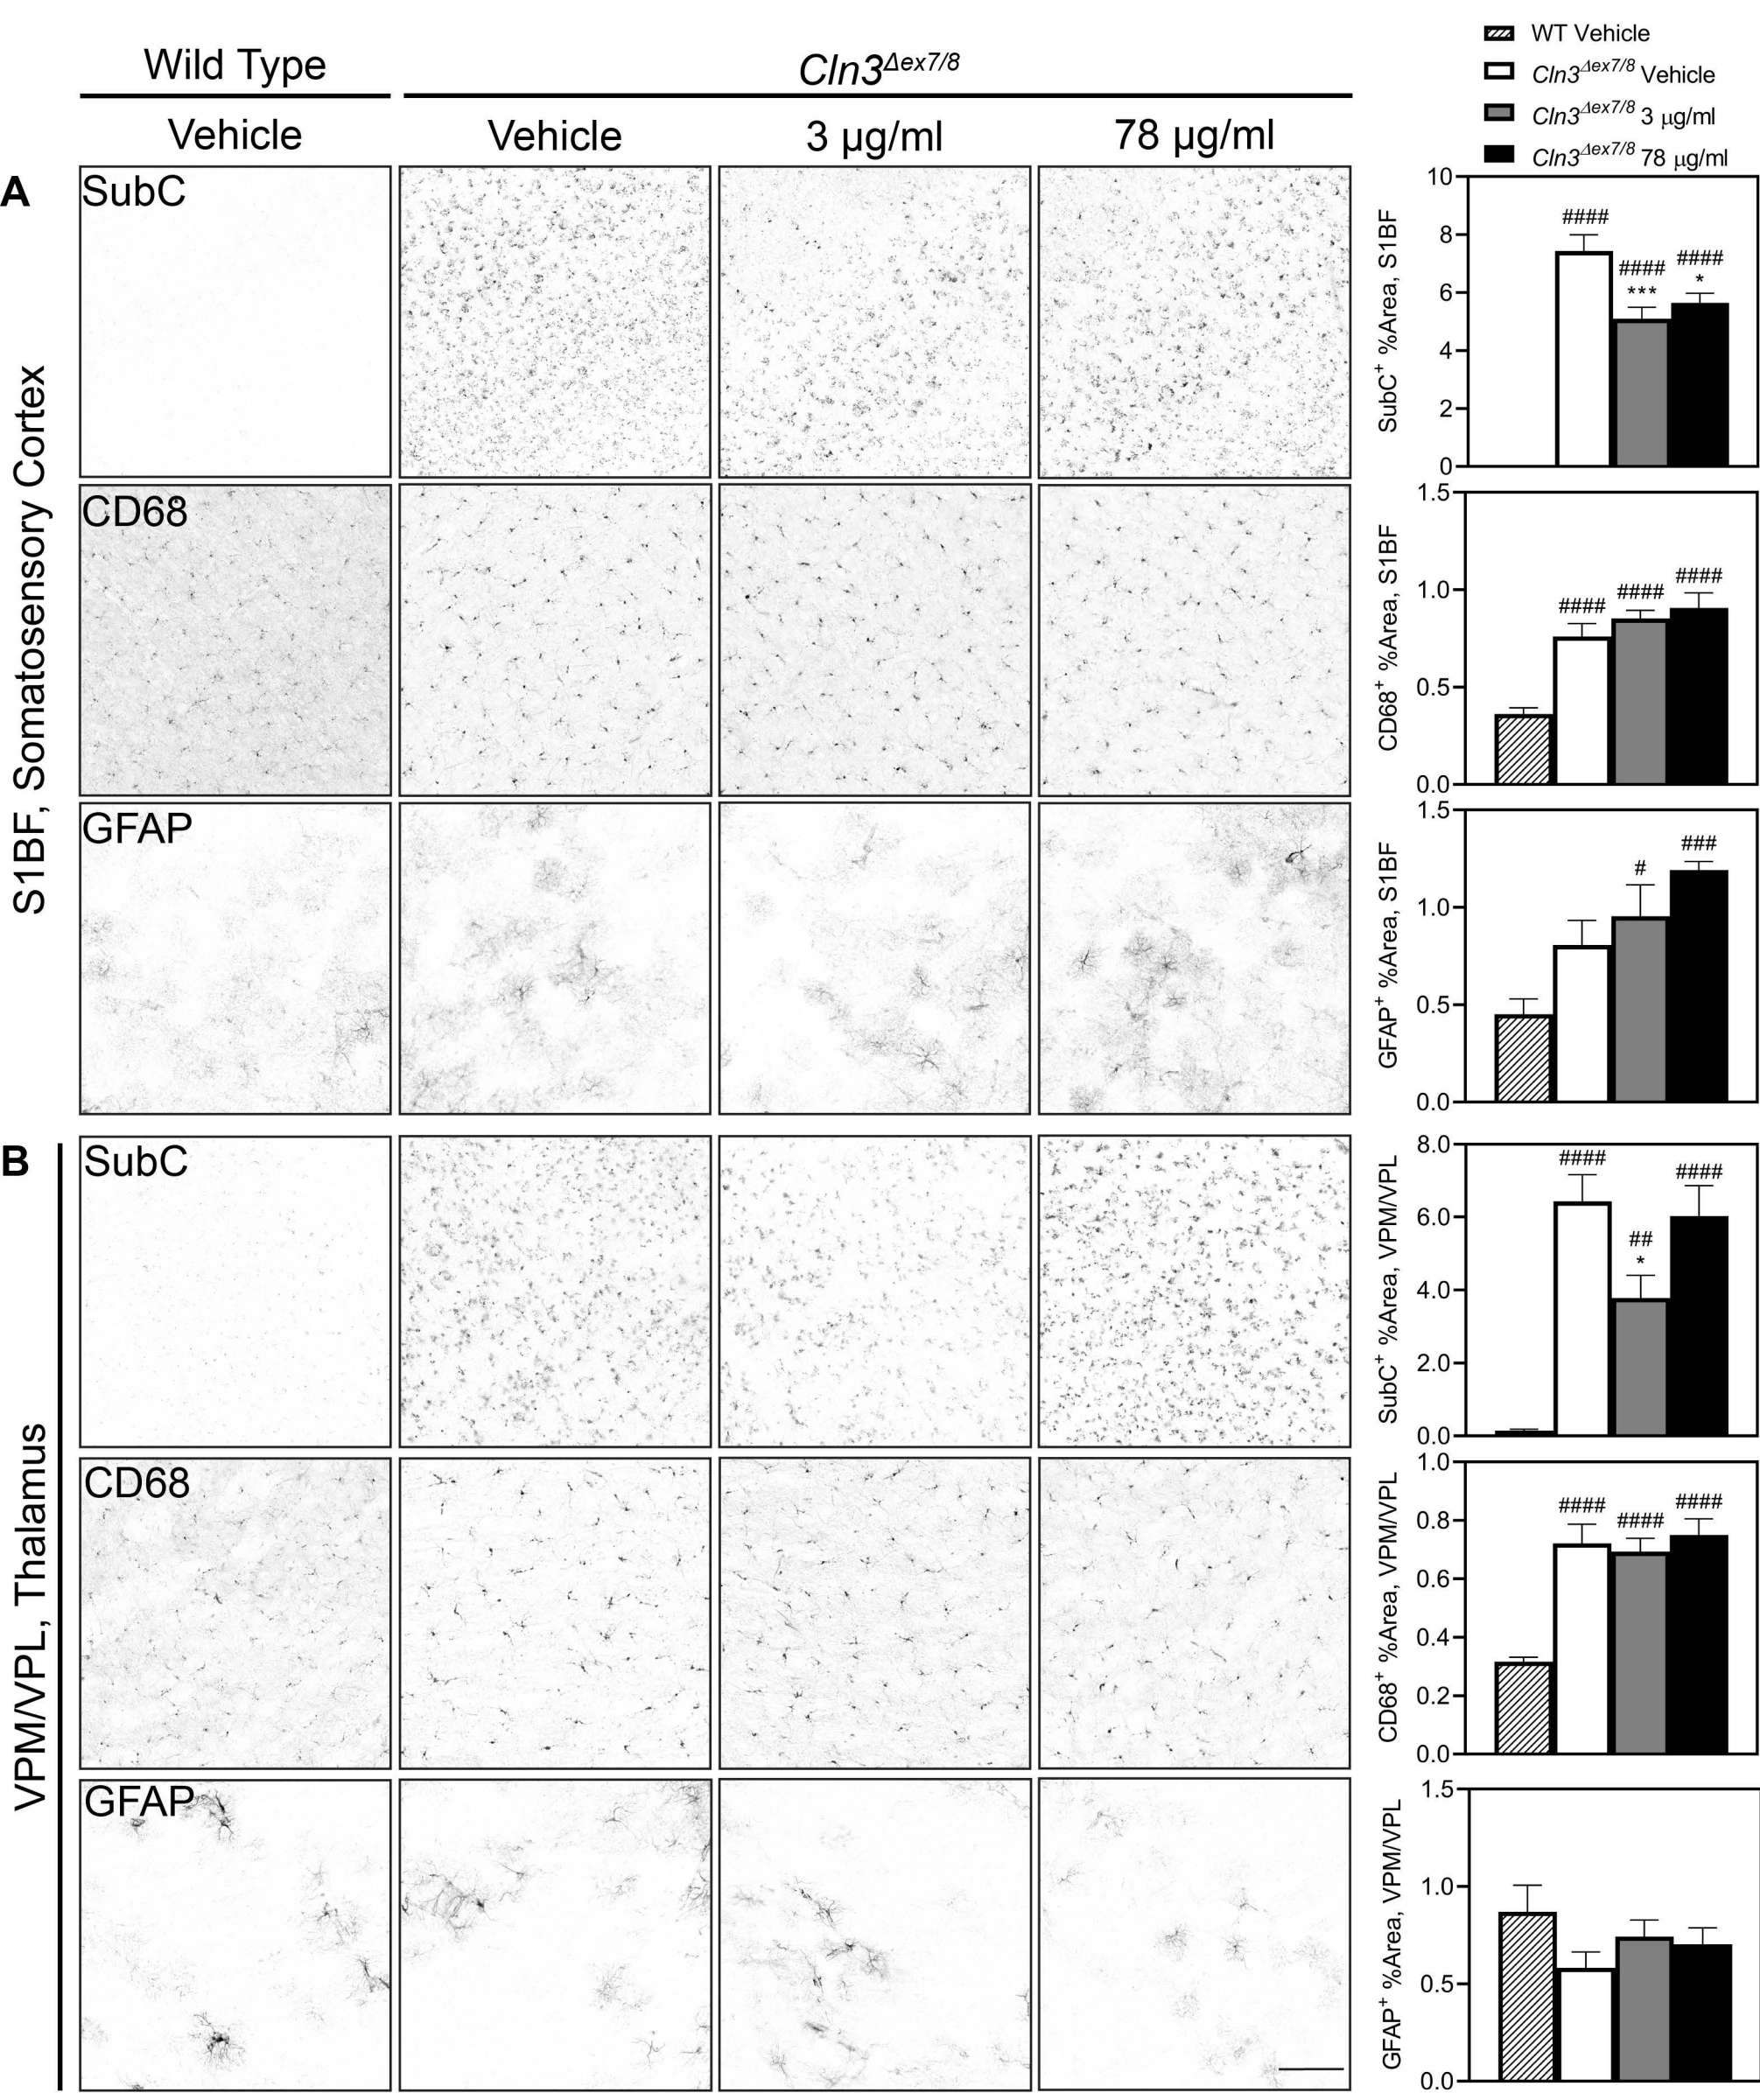 Wild Type
Cln3Δex7/8
Vehicle
Vehicle
3 μg/ml
78 μg/ml
WT Vehicle
Cln3Δex7/8 Vehicle
Cln3Δex7/8 3 μg/ml
Cln3Δex7/8 78 μg/ml
A
S1BF, Somatosensory Cortex
SubC
SubC+ %Area, S1BF
10
8
6
4
2
0
####
####
***
####
*
CD68
CD68+ %Area, S1BF
1.5
1.0
0.5
0.0
####
####
####
GFAP
GFAP+ %Area, S1BF
1.5
1.0
0.5
0.0
#
###
B
VPM/VPL, Thalamus
SubC
SubC+ %Area, VPM/VPL
8.0
6.0
4.0
2.0
0.0
####
##
*
####
CD68
CD68+ %Area, VPM/VPL
1.0
0.8
0.6
0.4
0.2
0.0
####
####
####
GFAP
GFAP+ %Area, VPM/VPL
1.5
1.0
0.5
0.0